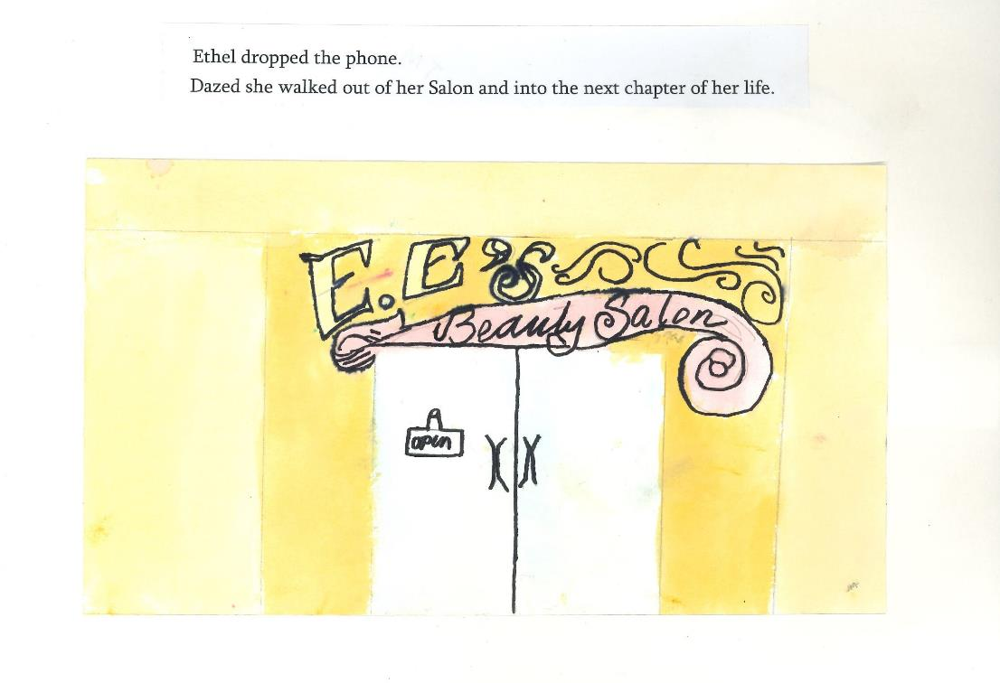 Ethel dropped the phone.
Dazed she walked out of her Salon and into the next chapter of her life.
E.E's
Beauty Salon
OPEN